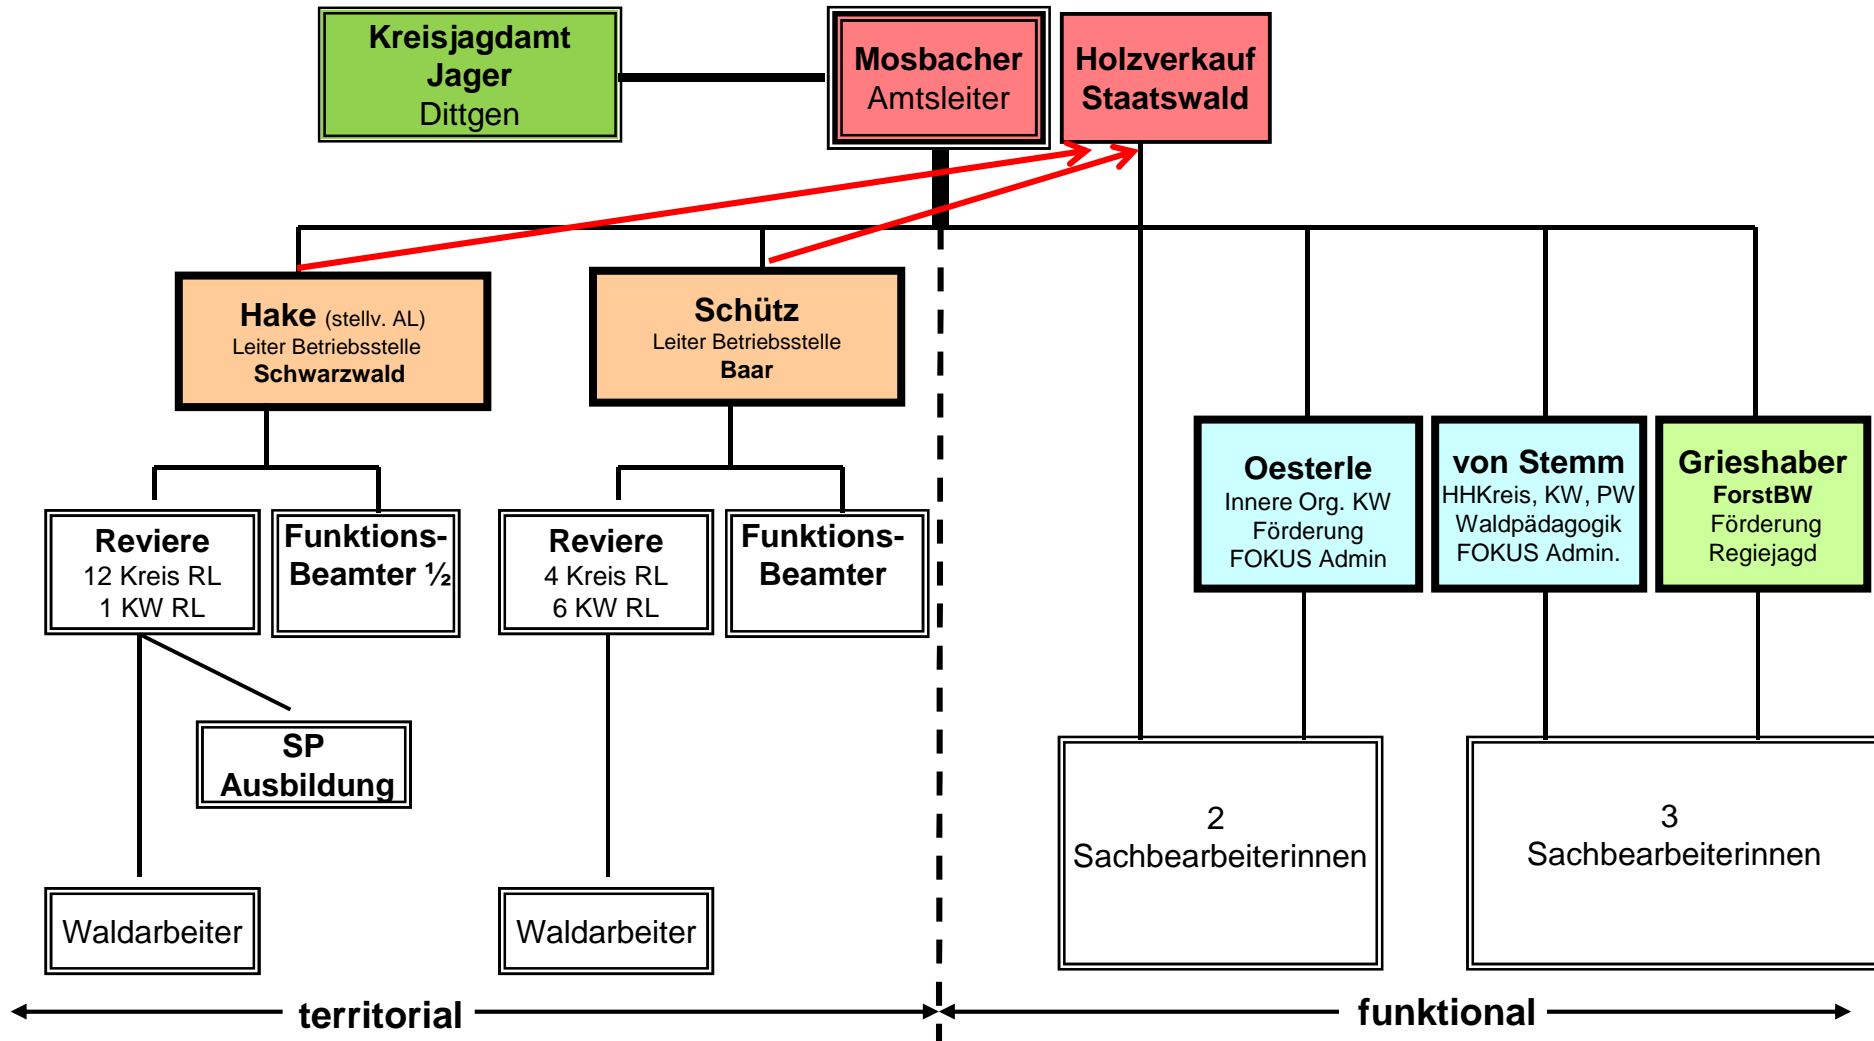 Kreisjagdamt
Jager
Dittgen
Mosbacher
Amtsleiter
Holzverkauf
Staatswald
Hake (stellv. AL)
Leiter Betriebsstelle
Schwarzwald
Schütz
Leiter Betriebsstelle
Baar
Oesterle
Innere Org. KW
Förderung
FOKUS Admin
von Stemm
HHKreis, KW, PW
Waldpädagogik
FOKUS Admin.
Grieshaber
ForstBW
Förderung
Regiejagd
Reviere
12 Kreis RL
1 KW RL
Funktions-
Beamter ½
Reviere
4 Kreis RL
6 KW RL
Funktions-
Beamter
SP
Ausbildung
2
Sachbearbeiterinnen
3
Sachbearbeiterinnen
Waldarbeiter
Waldarbeiter
territorial
funktional